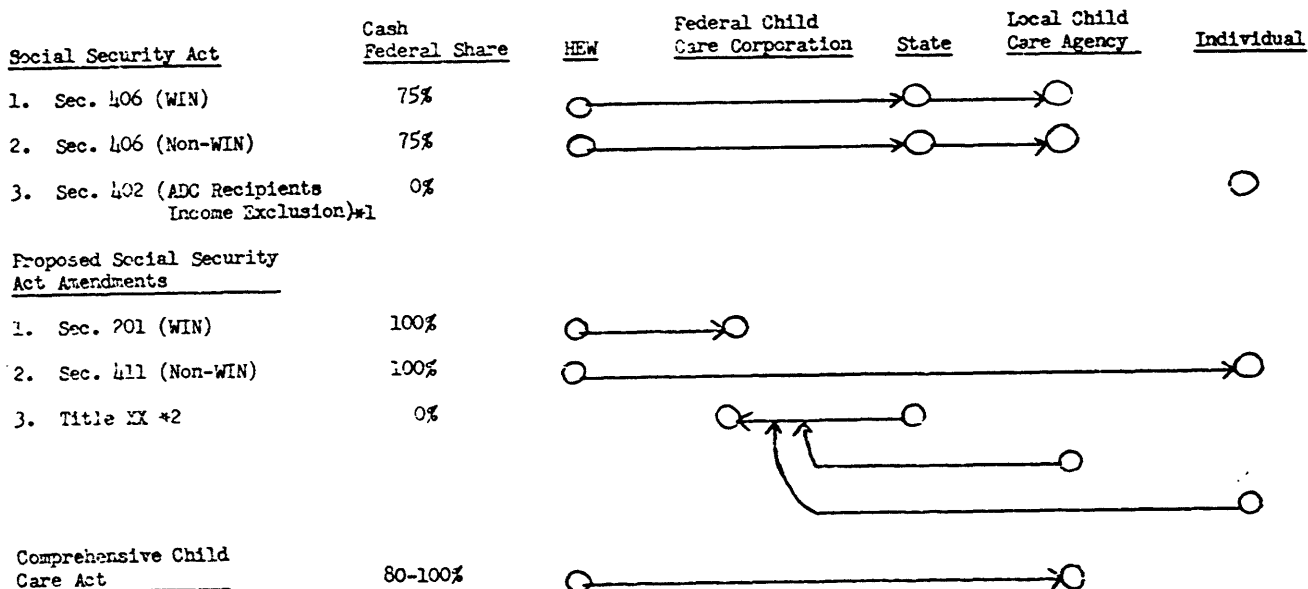 Cash Federal Child Local Child
Social Security Act Federal Share HEW Care Corporation State Care Agency Individual
1. Sec. 406 (WIN) 75%
2. Sec. 406 (Non-WIN) 75%
3. Sec. 402 (ADC Recipients 0%
Income Exclusion)*1
Proposed Social Security
Act Amendments
1. Sec. 201 (WIN) 100%
2. Sec. 411 (Non-WIN) 100%
3. Title XX *2 0%
Comprehensive Child
Care Act 80-100%